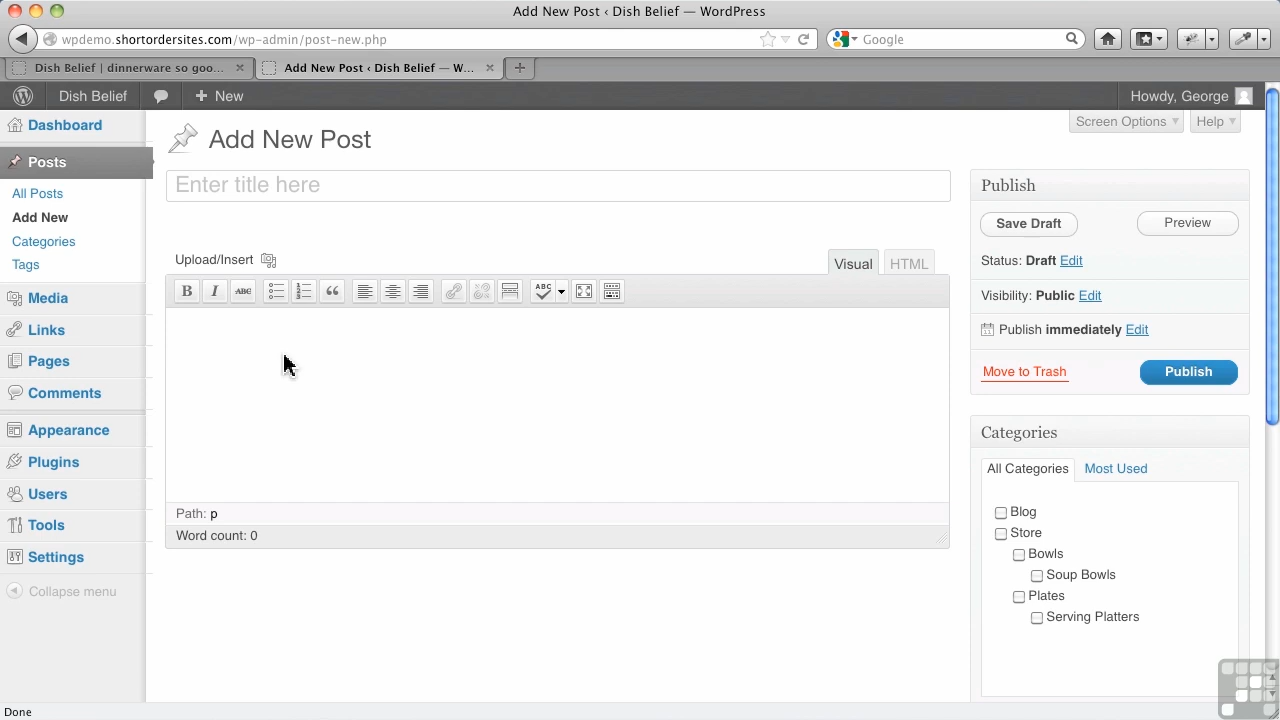 Add New Post ‹ Dish Belief — WordPress
wpdemo.shortordersites.com/wp-admin/post-new.php
Google
Dish Belief | dinnerware so goo...
Add New Post ‹ Dish Belief — W...
Dish Belief
New
Howdy, George
Dashboard
Posts
All Posts
Add New
Categories
Tags
Media
Links
Pages
Comments
Appearance
Plugins
Users
Tools
Settings
Collapse menu
Screen Options
Help
Add New Post
Enter title here
Upload/Insert
Visual
HTML
B I ABC
ABC
Path: p
Word count: 0
Publish
Save Draft
Preview
Status: Draft Edit
Visibility: Public Edit
Publish immediately Edit
Move to Trash
Publish
Categories
All Categories
Most Used
Blog
Store
Bowls
Soup Bowls
Plates
Serving Platters
Done